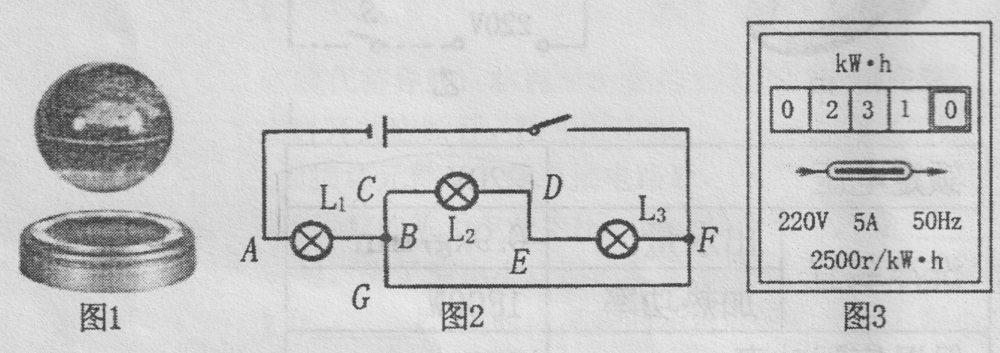 图1
L₁
C
D
L₂
L₃
A
B
E
F
G
图2
kW·h
0 2 3 1 0
220V 5A 50Hz
2500r/kW·h
图3
220V
S